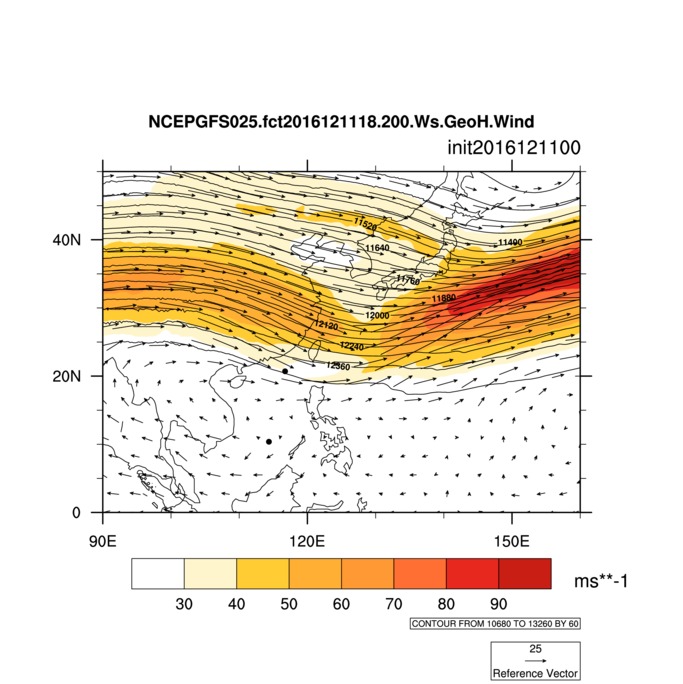 NCEPGFS025.fct2016121118.200.Ws.GeoH.Wind
init2016121100
11520
40N
11640
11400
11760
11880
12000
12120
12240
12360
20N
0
90E 120E 150E
ms**-1
30 40 50 60 70 80 90
CONTOUR FROM 10680 TO 13260 BY 60
25
Reference Vector